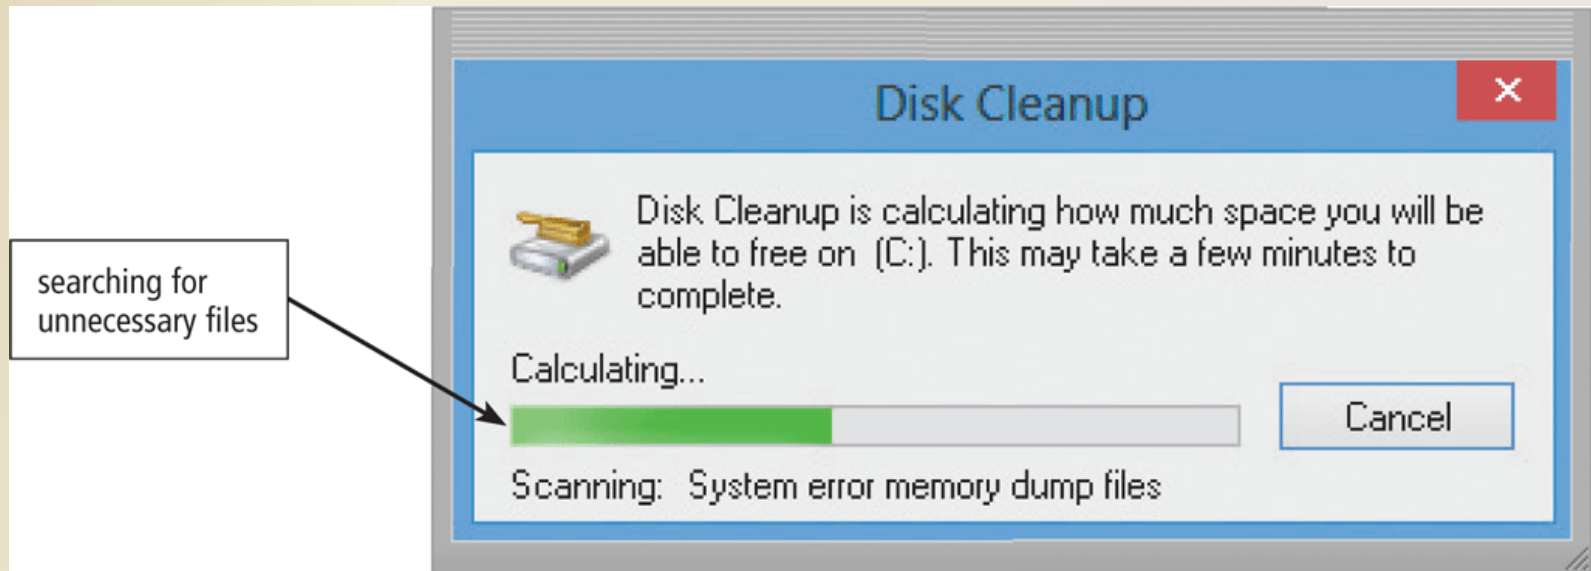 Disk Cleanup
Disk Cleanup is calculating how much space you will be
able to free on (C:). This may take a few minutes to
complete.
searching for
unnecessary files
Calculating...
Cancel
Scanning: System error memory dump files